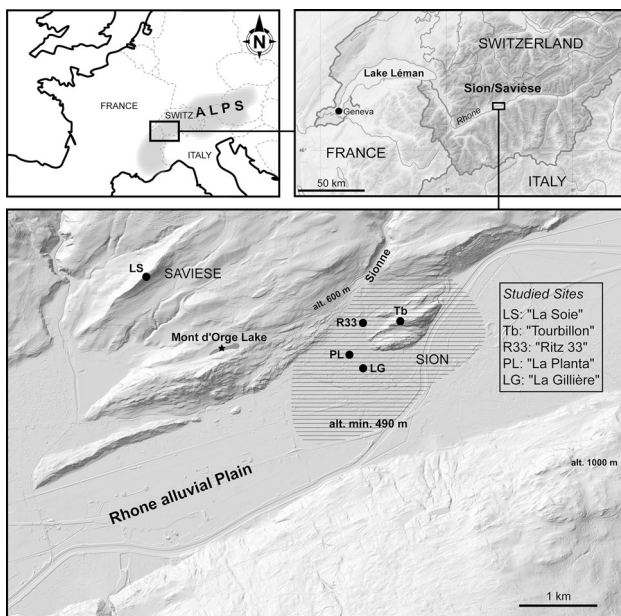 N
FRANCE
SWITZ.
ALPS
ITALY
SWITZERLAND
Lake Léman
Sion/Savièse
Rhone
Geneva
46°
FRANCE
7°
ITALY
50 km
LS
SAVIESE
Sionne
alt. 600 m
Mont d'Orge Lake
R33
Tb
PL
SION
LG
alt. min. 490 m
Rhone alluvial Plain
alt. 1000 m
1 km
Studied Sites
LS: "La Soie"
Tb: "Tourbillon"
R33: "Ritz 33"
PL: "La Planta"
LG: "La Gillière"